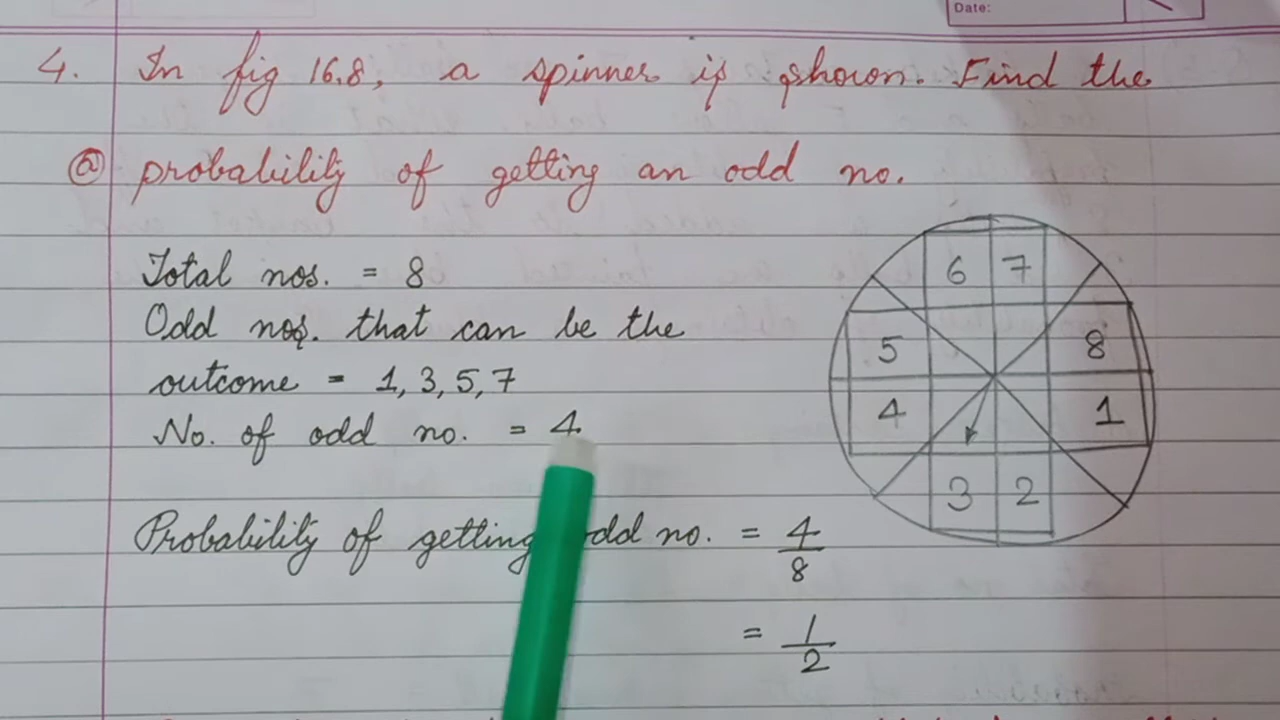 Date:
4. In fig 16.8, a spinner is shown. Find the
ⓐ probability of getting an odd no.
Total nos. = 8
Odd nos. that can be the
outcome = 1, 3, 5, 7
No. of odd no. = 4
Probability of getting odd no. = 4/8
= 1/2
6 7
5 8
4 1
3 2